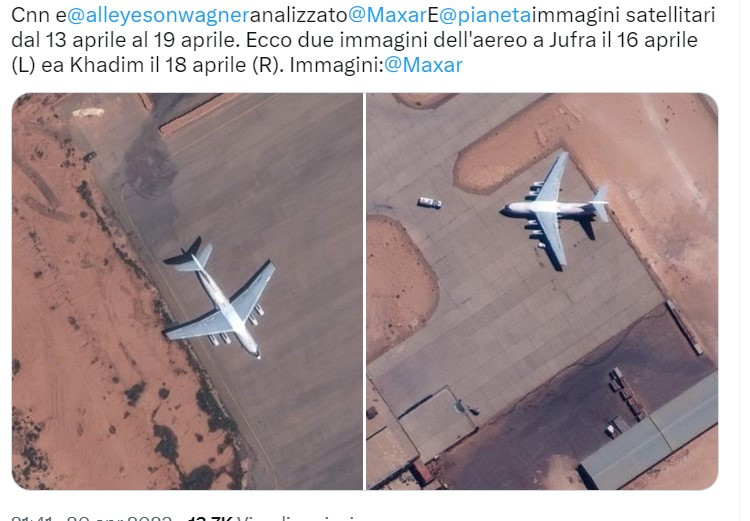 Cnn e@alleyesonwagneranalizzato@MaxarE@pianetaimmagini satellitari
dal 13 aprile al 19 aprile. Ecco due immagini dell'aereo a Jufra il 16 aprile
(L) ea Khadim il 18 aprile (R). Immagini:@Maxar